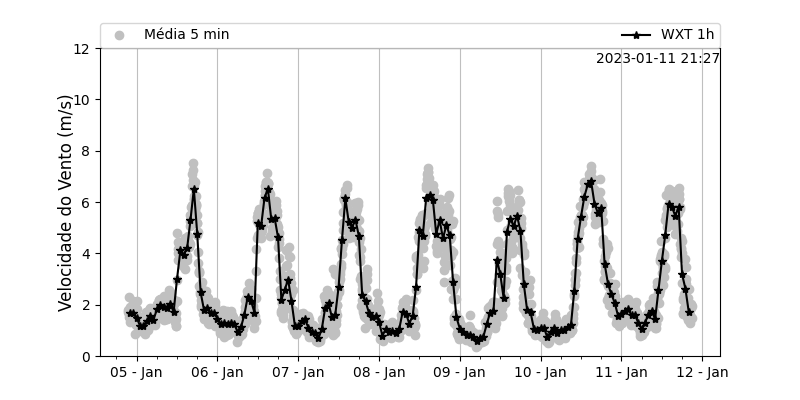 Média 5 min
WXT 1h
2023-01-11 21:27
Velocidade do Vento (m/s)
12
10
8
6
4
2
0
05 - Jan
06 - Jan
07 - Jan
08 - Jan
09 - Jan
10 - Jan
11 - Jan
12 - Jan